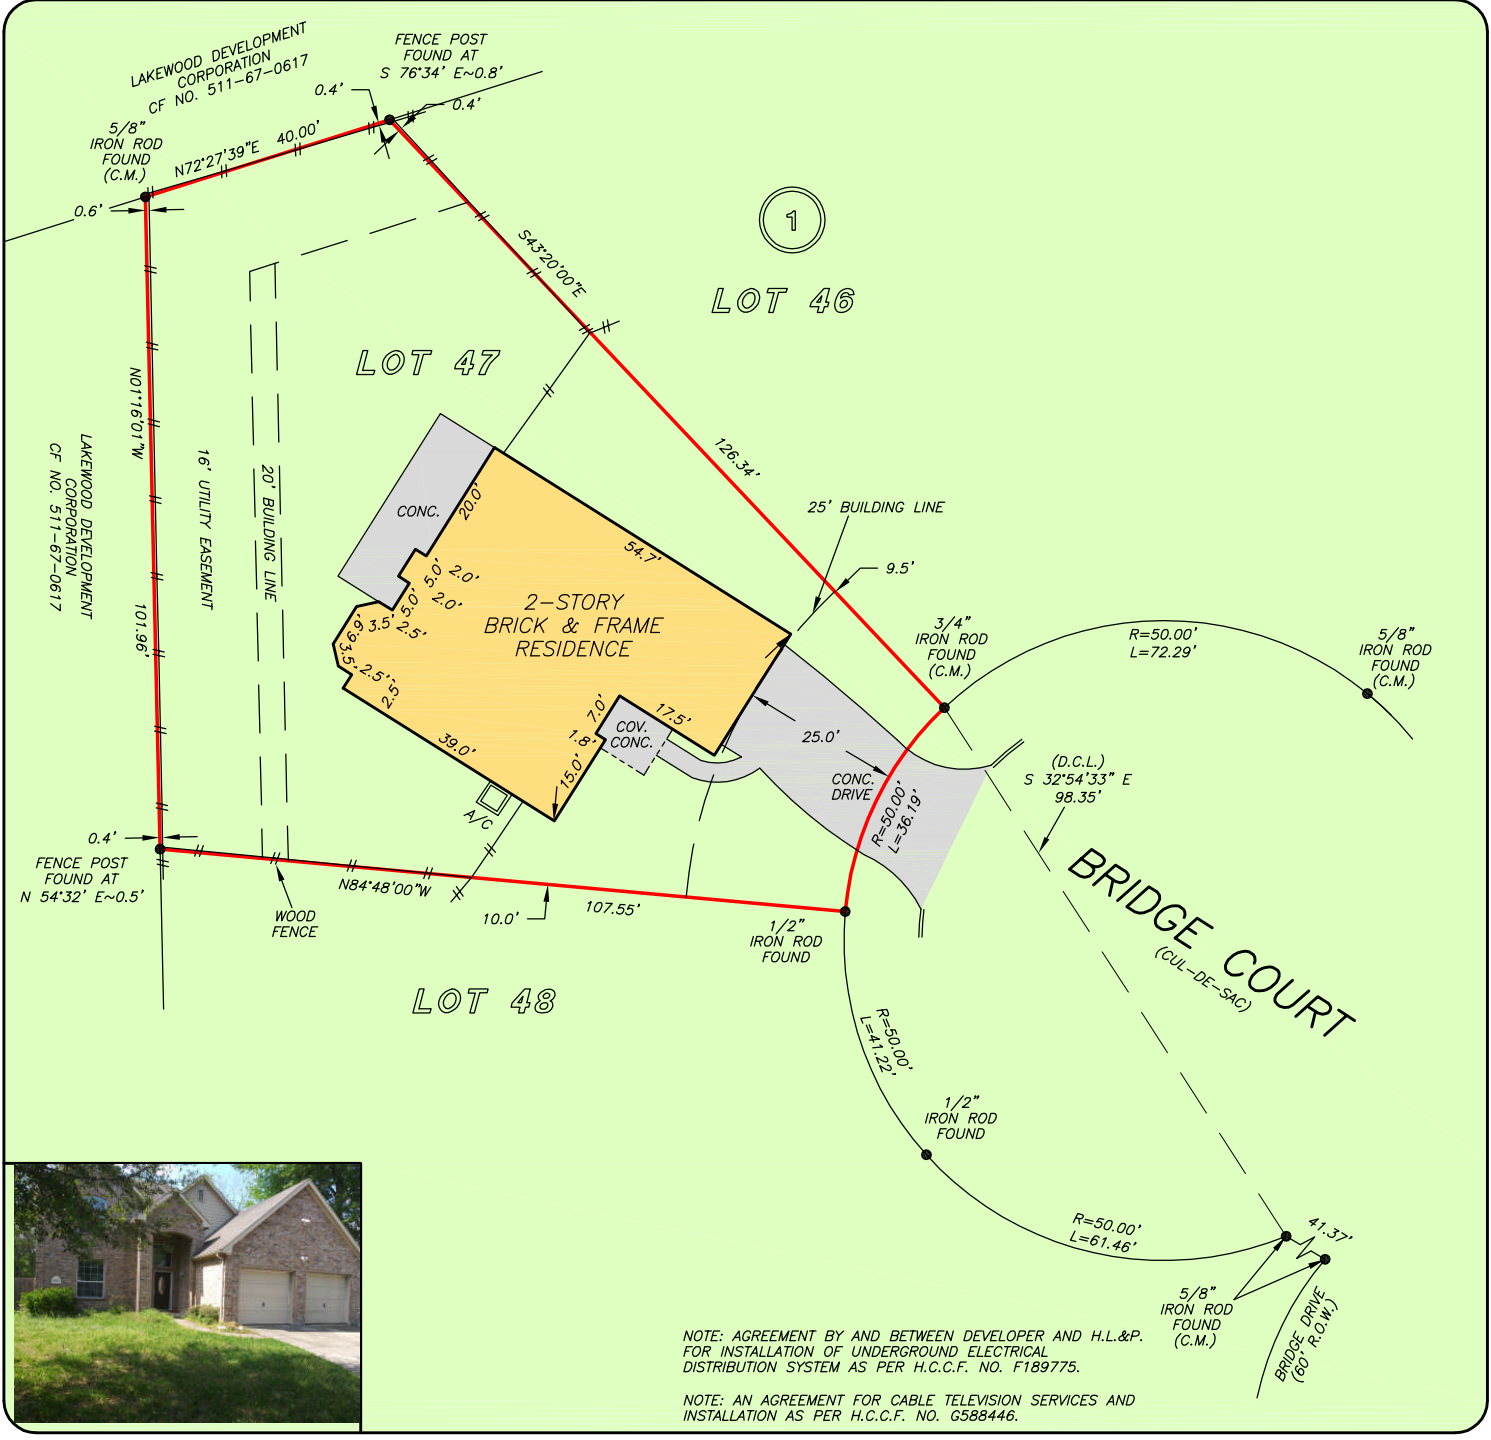 LAKEWOOD DEVELOPMENT
CORPORATION
CF NO. 511-67-0617
FENCE POST
FOUND AT
S 76°34' E~0.8'
0.4'
0.4'
5/8"
IRON ROD
FOUND
(C.M.)
N72°27'39"E 40.00'
0.6'
1
LOT 46
S43°20'00"E
126.34'
LOT 47
N01°16'01"W
101.96'
LAKEWOOD DEVELOPMENT
CORPORATION
CF NO. 511-67-0617
16' UTILITY EASEMENT
20' BUILDING LINE
CONC.
20.0'
54.7'
25' BUILDING LINE
9.5'
5.0'
2.0'
5.0'
2.0'
6.9'
3.5'
2.5'
3.5'
2.5'
2.5'
2-STORY
BRICK & FRAME
RESIDENCE
3/4"
IRON ROD
FOUND
(C.M.)
R=50.00'
L=72.29'
5/8"
IRON ROD
FOUND
(C.M.)
7.0'
17.5'
COV.
CONC.
1.8'
15.0'
39.0'
A/C
25.0'
CONC.
DRIVE
R=50.00'
L=36.19'
(D.C.L.)
S 32°54'33" E
98.35'
0.4'
FENCE POST
FOUND AT
N 54°32' E~0.5'
WOOD
FENCE
N84°48'00"W
10.0'
107.55'
1/2"
IRON ROD
FOUND
BRIDGE COURT
(CUL-DE-SAC)
LOT 48
R=50.00'
L=41.22'
1/2"
IRON ROD
FOUND
R=50.00'
L=61.46'
41.37'
5/8"
IRON ROD
FOUND
(C.M.)
BRIDGE DRIVE
(60' R.O.W.)
NOTE: AGREEMENT BY AND BETWEEN DEVELOPER AND H.L.&P.
FOR INSTALLATION OF UNDERGROUND ELECTRICAL
DISTRIBUTION SYSTEM AS PER H.C.C.F. NO. F189775.
NOTE: AN AGREEMENT FOR CABLE TELEVISION SERVICES AND
INSTALLATION AS PER H.C.C.F. NO. G588446.